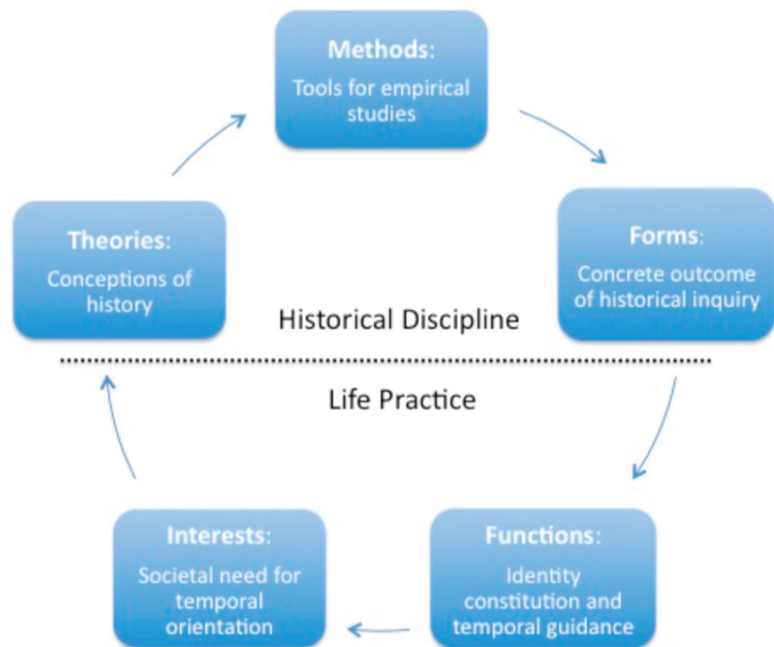 Methods:
Tools for empirical
studies
Theories:
Conceptions of
history
Forms:
Concrete outcome
of historical inquiry
Historical Discipline
Life Practice
Interests:
Societal need for
temporal
orientation
Functions:
Identity
constitution and
temporal guidance